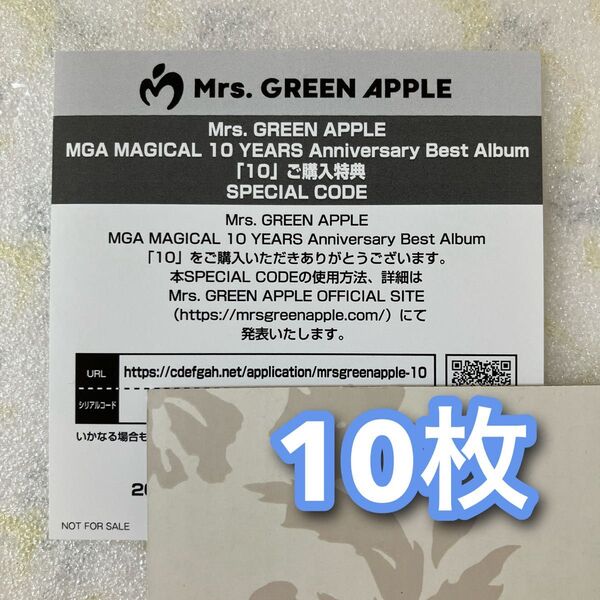 Mrs. GREEN APPLE
Mrs. GREEN APPLE
MGA MAGICAL 10 YEARS Anniversary Best Album
「10」ご購入特典
SPECIAL CODE
Mrs. GREEN APPLE
MGA MAGICAL 10 YEARS Anniversary Best Album
「10」をご購入いただきありがとうございます。
本SPECIAL CODEの使用方法、詳細は
Mrs. GREEN APPLE OFFICIAL SITE
（https://mrsgreenapple.com/）にて
発表いたします。
URL https://cdefgah.net/application/mrsgreenapple-10
シリアルコード
いかなる場合も
20
NOT FOR SALE
10枚